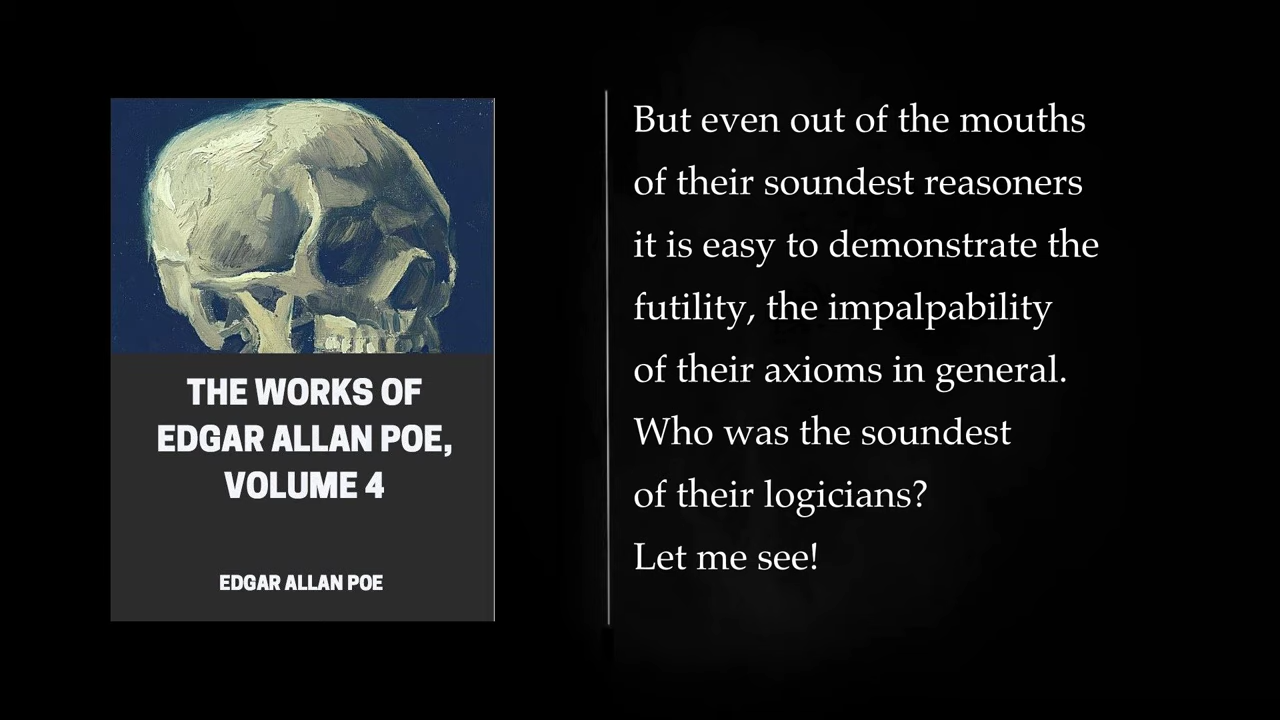 THE WORKS OF
EDGAR ALLAN POE,
VOLUME 4
EDGAR ALLAN POE
But even out of the mouths
of their soundest reasoners
it is easy to demonstrate the
futility, the impalpability
of their axioms in general.
Who was the soundest
of their logicians?
Let me see!